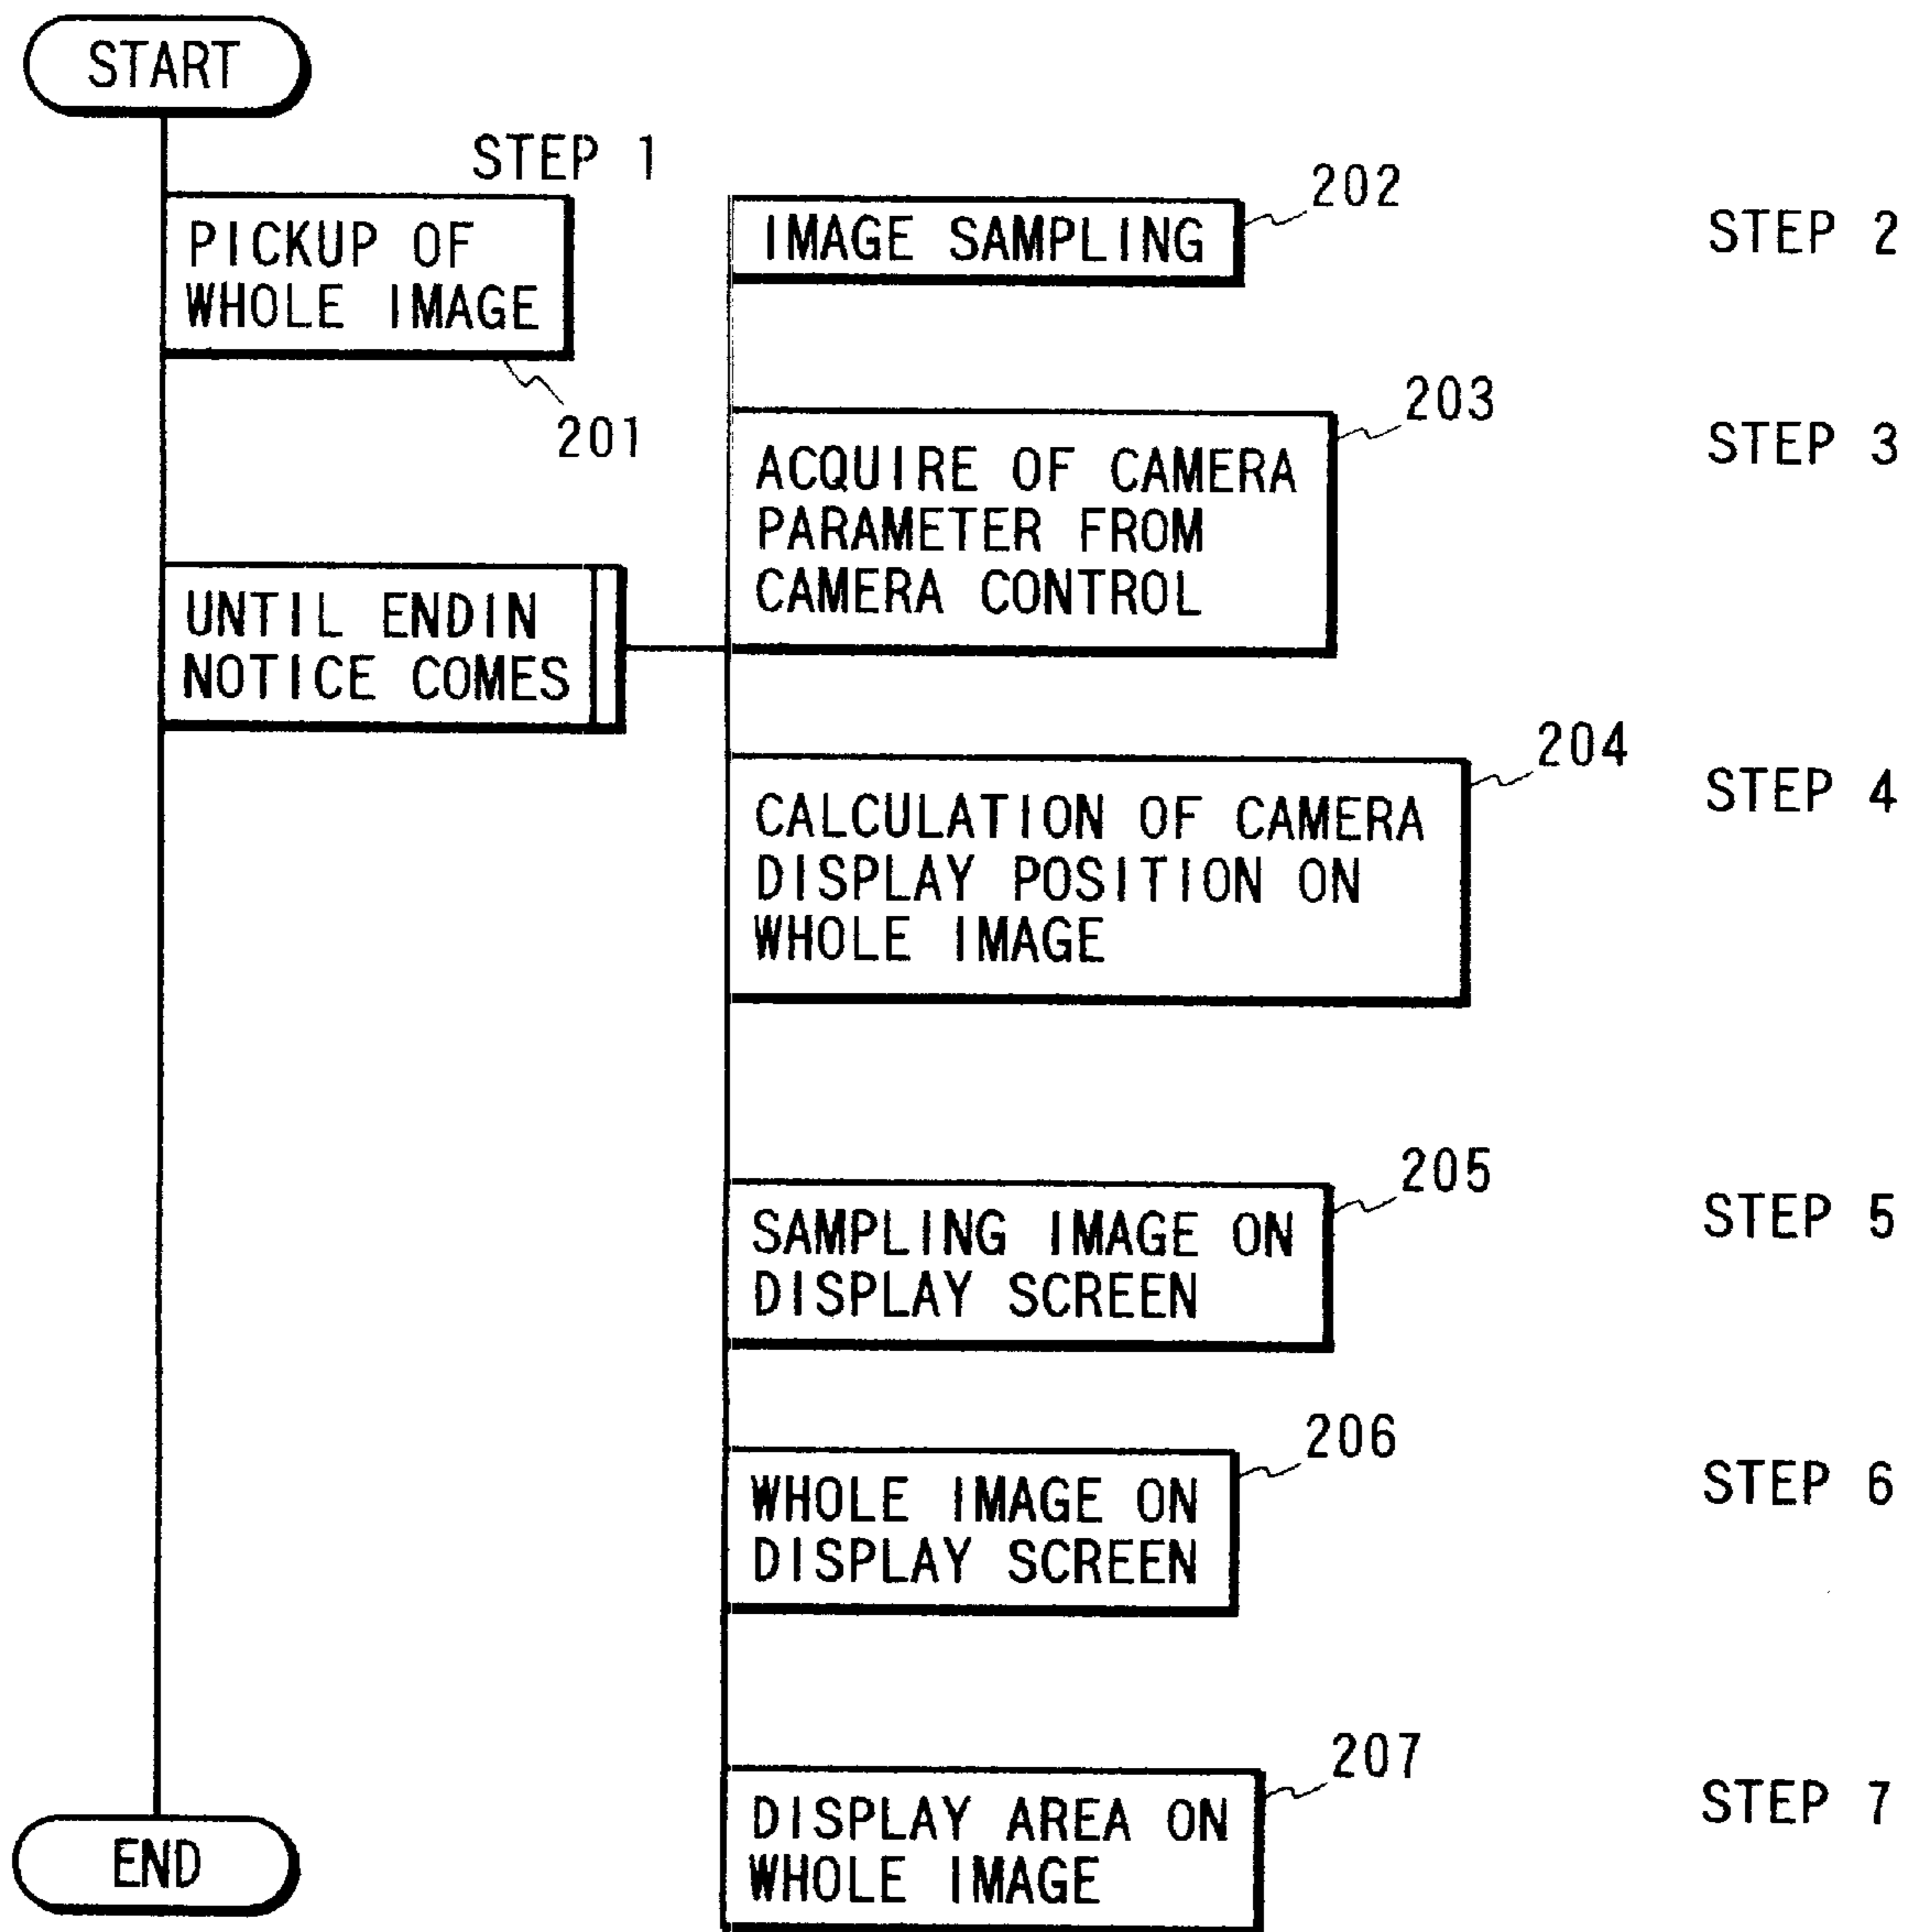 START
STEP 1
PICKUP OF
WHOLE IMAGE
201
UNTIL ENDIN
NOTICE COMES
END
IMAGE SAMPLING
202
STEP 2
203
STEP 3
ACQUIRE OF CAMERA
PARAMETER FROM
CAMERA CONTROL
204
STEP 4
CALCULATION OF CAMERA
DISPLAY POSITION ON
WHOLE IMAGE
205
STEP 5
SAMPLING IMAGE ON
DISPLAY SCREEN
206
STEP 6
WHOLE IMAGE ON
DISPLAY SCREEN
207
STEP 7
DISPLAY AREA ON
WHOLE IMAGE